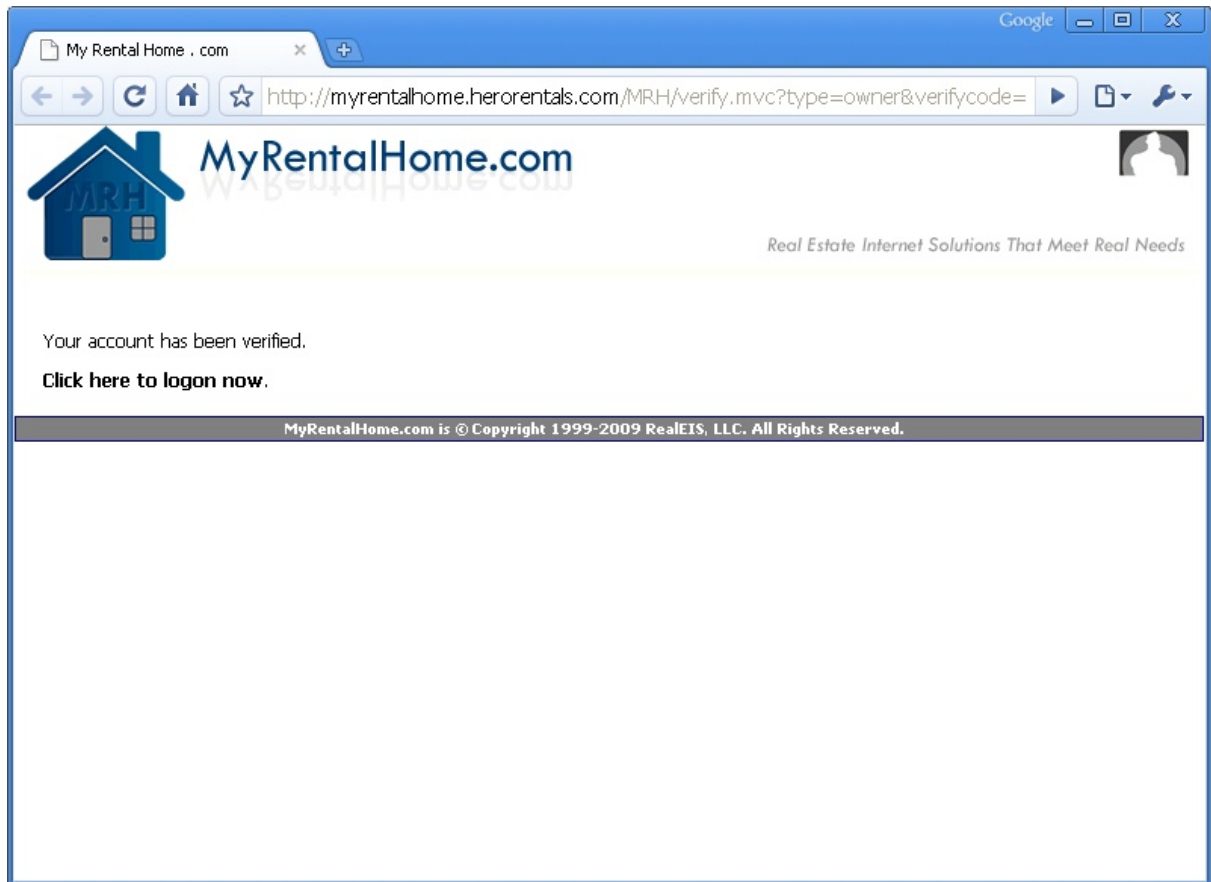 Google
My Rental Home . com
http://myrentalhome.herorentals.com/MRH/verify.mvc?type=owner&verifycode=
MRH
MyRentalHome.com
Real Estate Internet Solutions That Meet Real Needs
Your account has been verified.
Click here to logon now.
MyRentalHome.com is © Copyright 1999-2009 RealEIS, LLC. All Rights Reserved.